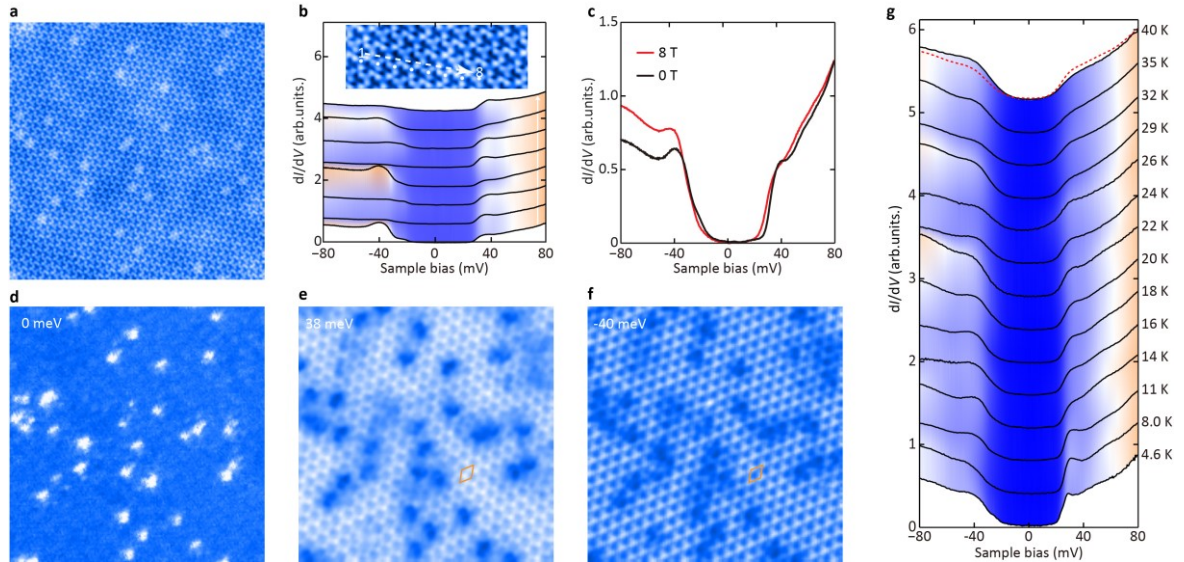 a
b
6
4
2
0
dI/dV (arb.units.)
1
8
−80
−40
0
40
80
Sample bias (mV)
c
1.5
1.0
0.5
0
dI/dV (arb.units.)
8 T
0 T
−80
−40
0
40
80
Sample bias (mV)
d
0 meV
e
38 meV
f
-40 meV
g
6
5
4
3
2
1
0
dI/dV (arb.units.)
40 K
35 K
32 K
29 K
26 K
24 K
22 K
20 K
18 K
16 K
14 K
11 K
8.0 K
4.6 K
−80
−40
0
40
80
Sample bias (mV)